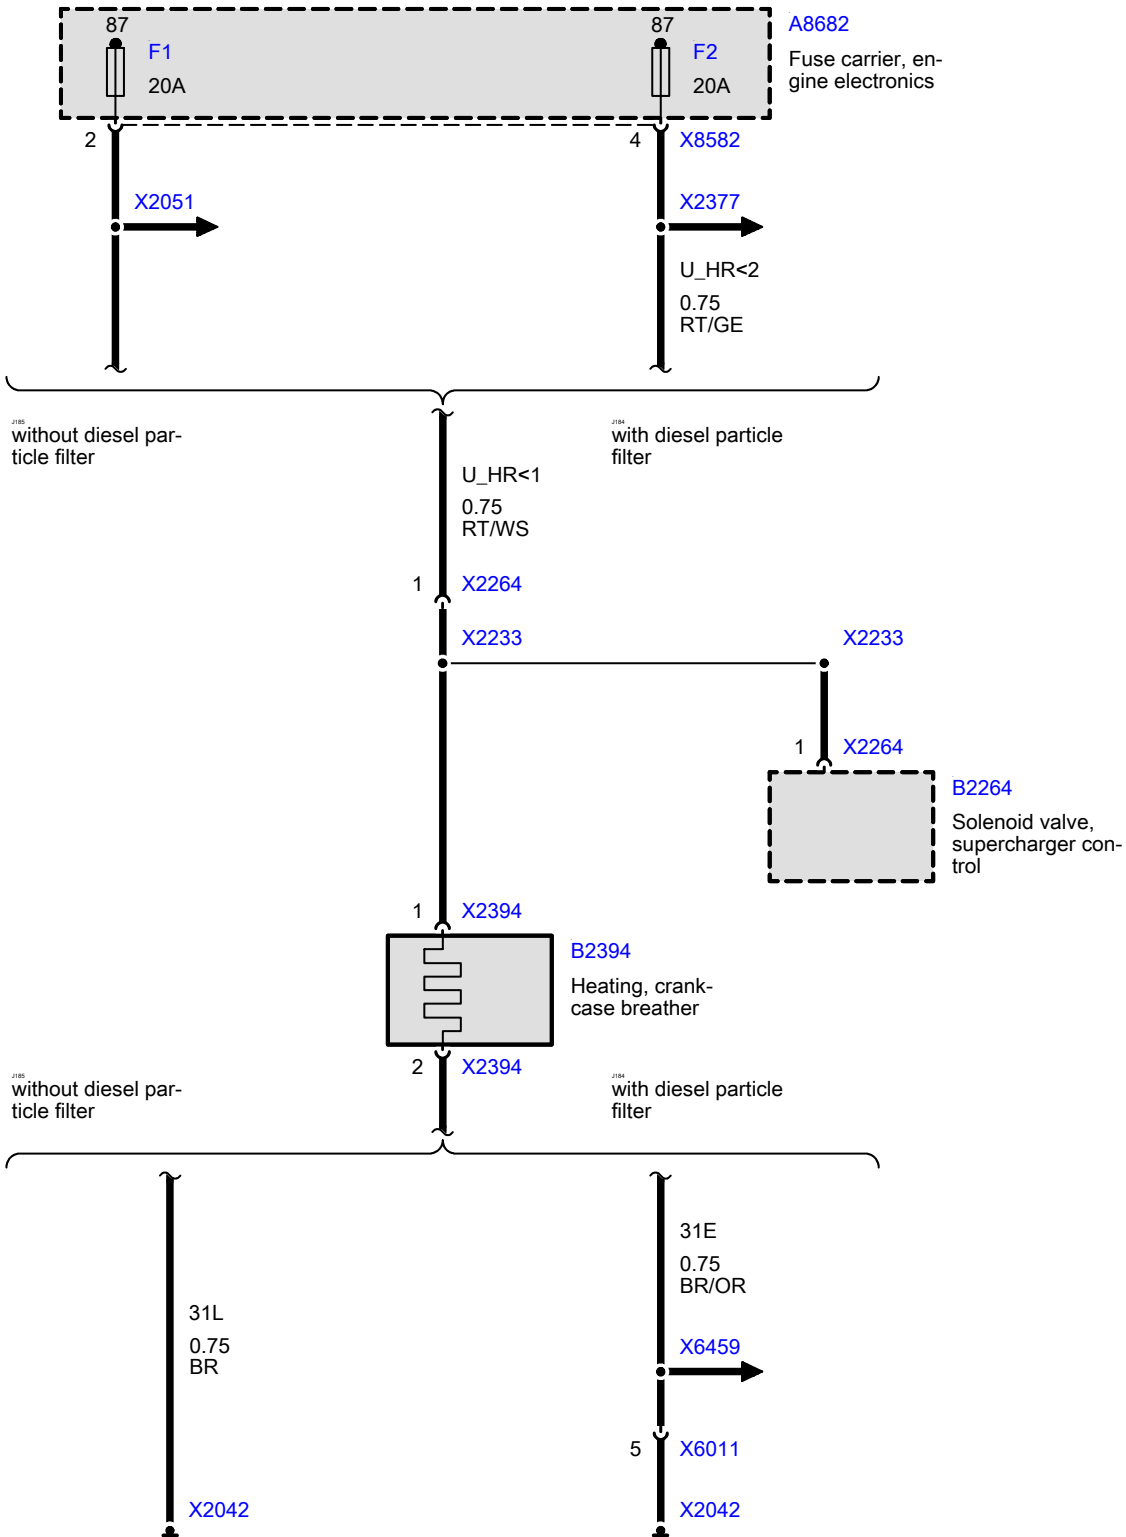 87
F1
20A
87
F2
20A
A8682
Fuse carrier, en-
gine electronics
2
4
X8582
X2051
X2377
U_HR<2
0.75
RT/GE
J185
without diesel par-
ticle filter
J184
with diesel particle
filter
U_HR<1
0.75
RT/WS
1
X2264
X2233
X2233
1
X2264
B2264
Solenoid valve,
supercharger con-
trol
1
X2394
B2394
Heating, crank-
case breather
2
X2394
J185
without diesel par-
ticle filter
J184
with diesel particle
filter
31L
0.75
BR
X2042
31E
0.75
BR/OR
X6459
5
X6011
X2042